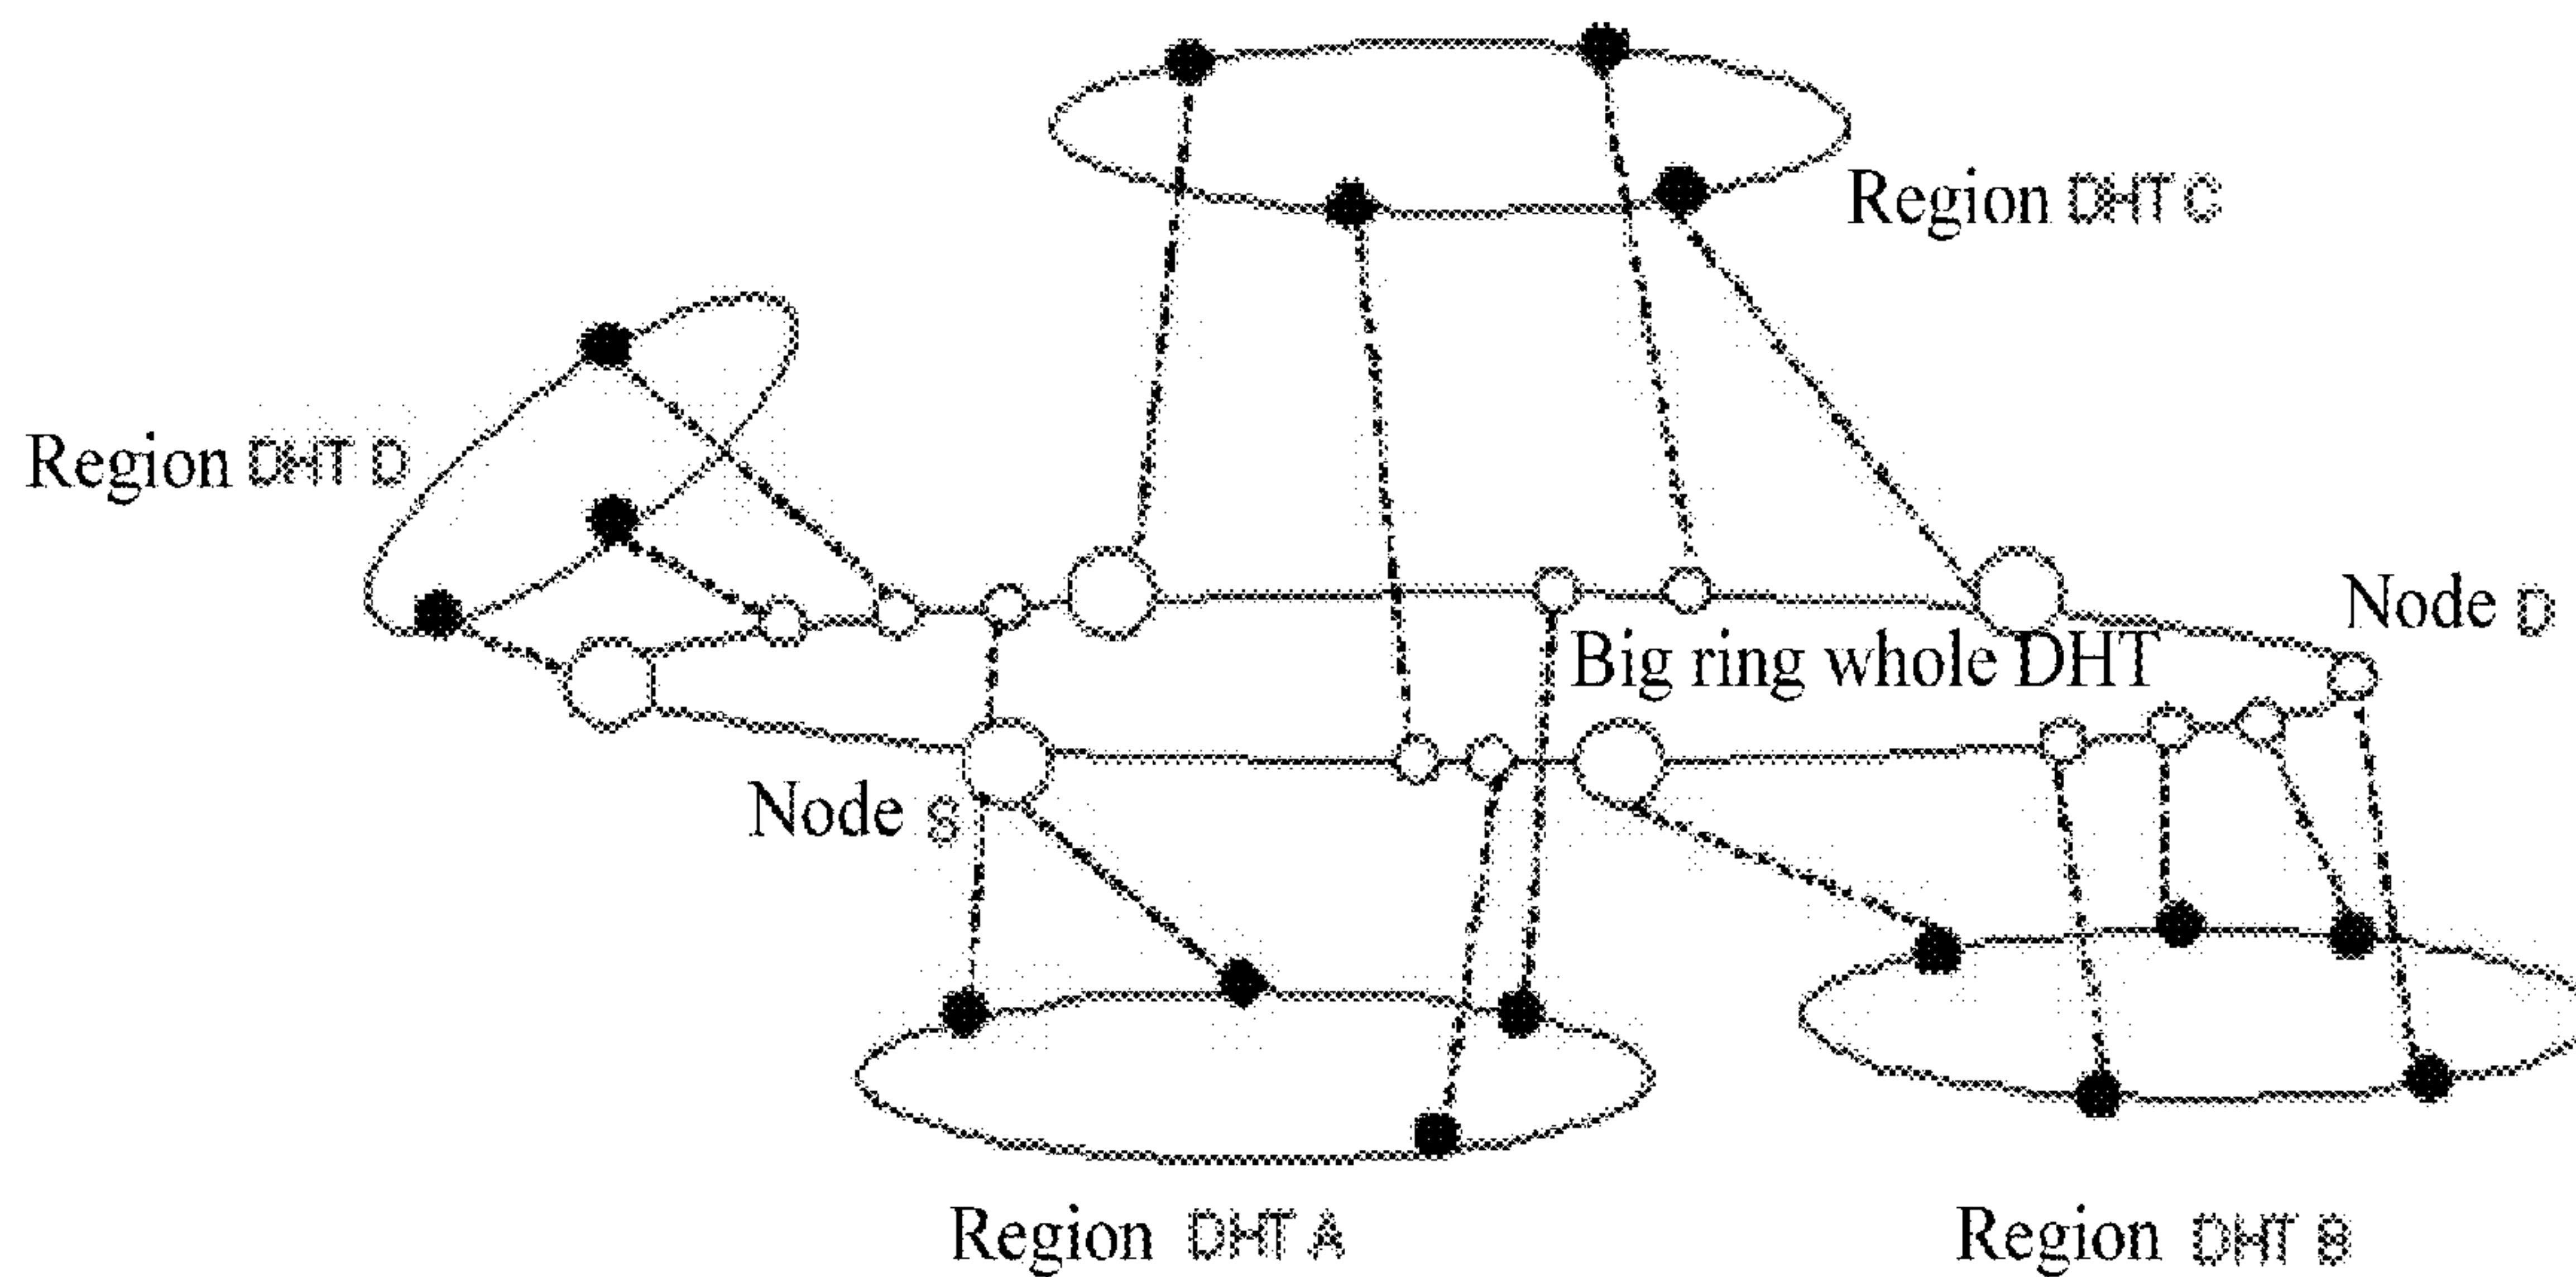 Region DHT C
Region DHT D
Node D
Big ring whole DHT
Node S
Region DHT A
Region DHT B